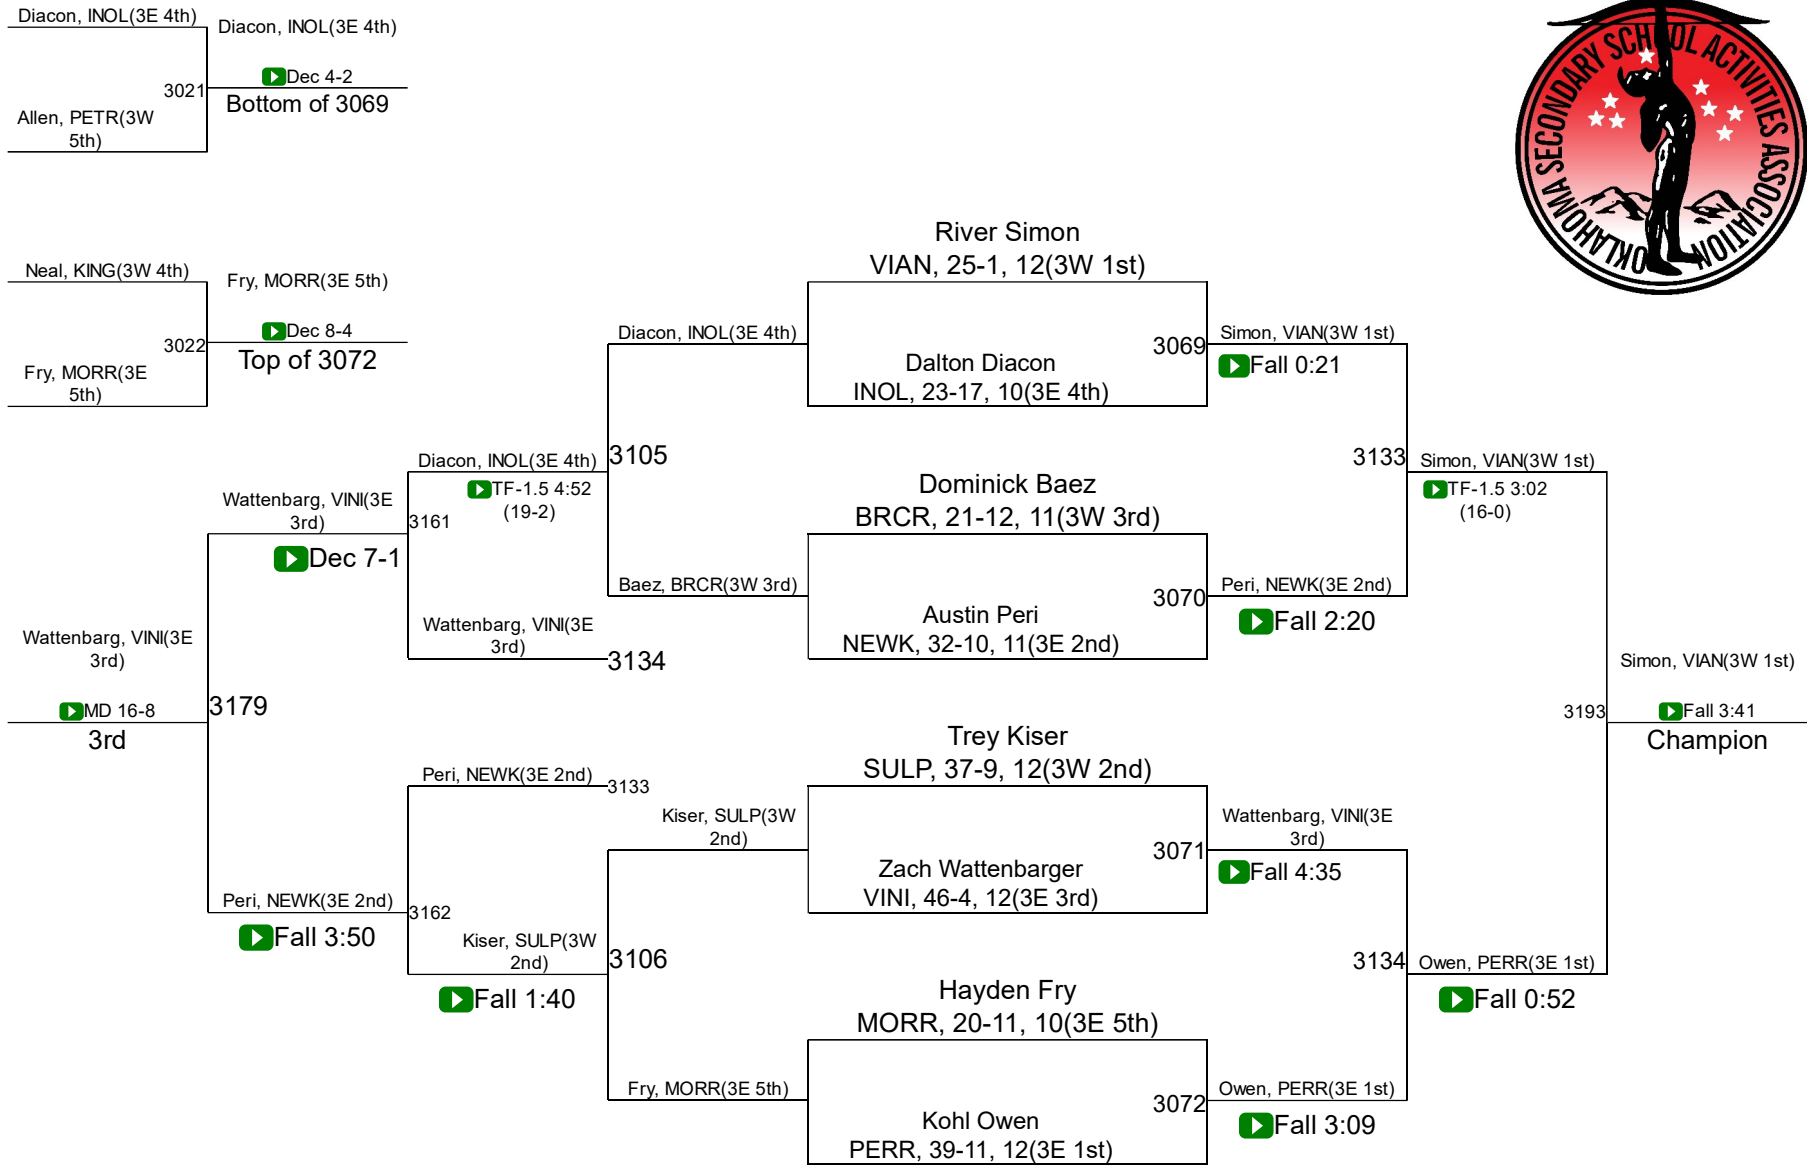 Diacon, INOL(3E 4th)
Diacon, INOL(3E 4th)
Dec 4-2
3021
Bottom of 3069
Allen, PETR(3W
5th)
OKLAHOMA SECONDARY SCHOOL ACTIVITIES ASSOCIATION
Neal, KING(3W 4th)
Fry, MORR(3E 5th)
Dec 8-4
3022
Top of 3072
Fry, MORR(3E
5th)
River Simon
VIAN, 25-1, 12(3W 1st)
Diacon, INOL(3E 4th)
3069
Simon, VIAN(3W 1st)
Fall 0:21
Dalton Diacon
INOL, 23-17, 10(3E 4th)
Diacon, INOL(3E 4th)
3105
TF-1.5 4:52
(19-2)
3133
Simon, VIAN(3W 1st)
TF-1.5 3:02
(16-0)
Dominick Baez
BRCR, 21-12, 11(3W 3rd)
Wattenbarg, VINI(3E
3rd)
3161
Dec 7-1
Baez, BRCR(3W 3rd)
3070
Peri, NEWK(3E 2nd)
Fall 2:20
Austin Peri
NEWK, 32-10, 11(3E 2nd)
Wattenbarg, VINI(3E
3rd)
3134
Wattenbarg, VINI(3E
3rd)
MD 16-8
3rd
3179
Simon, VIAN(3W 1st)
3193
Fall 3:41
Champion
Trey Kiser
SULP, 37-9, 12(3W 2nd)
Peri, NEWK(3E 2nd)
3133
Kiser, SULP(3W
2nd)
3071
Wattenbarg, VINI(3E
3rd)
Fall 4:35
Zach Wattenbarger
VINI, 46-4, 12(3E 3rd)
Peri, NEWK(3E 2nd)
3162
Fall 3:50
Kiser, SULP(3W
2nd)
3106
Fall 1:40
3134
Owen, PERR(3E 1st)
Fall 0:52
Hayden Fry
MORR, 20-11, 10(3E 5th)
Fry, MORR(3E 5th)
3072
Owen, PERR(3E 1st)
Fall 3:09
Kohl Owen
PERR, 39-11, 12(3E 1st)